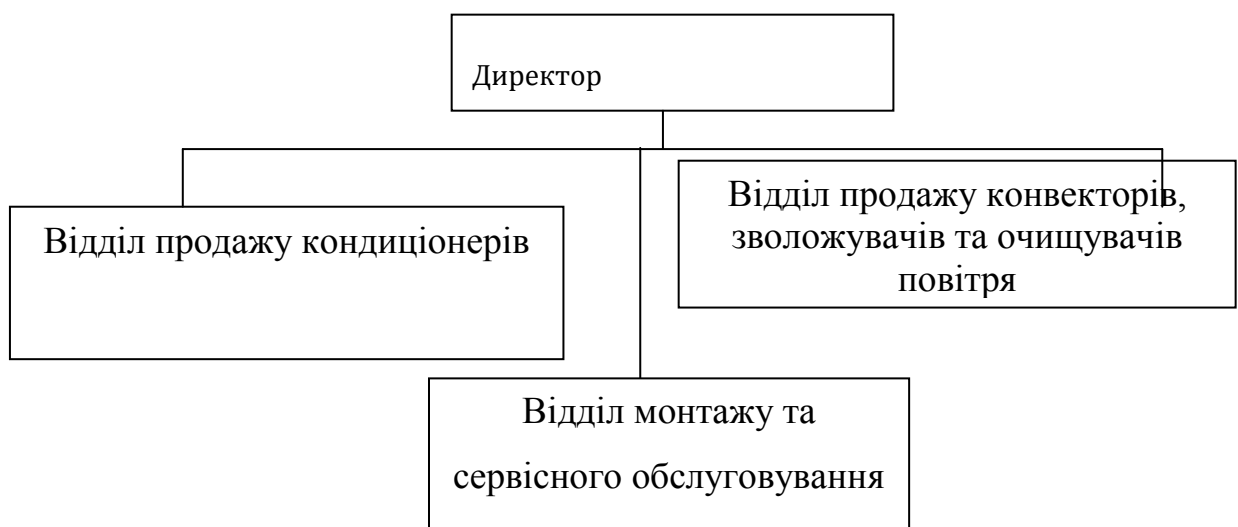 Директор
Відділ продажу кондиціонерів
Відділ продажу конвекторів,
зволожувачів та очищувачів
повітря
Відділ монтажу та
сервісного обслуговування